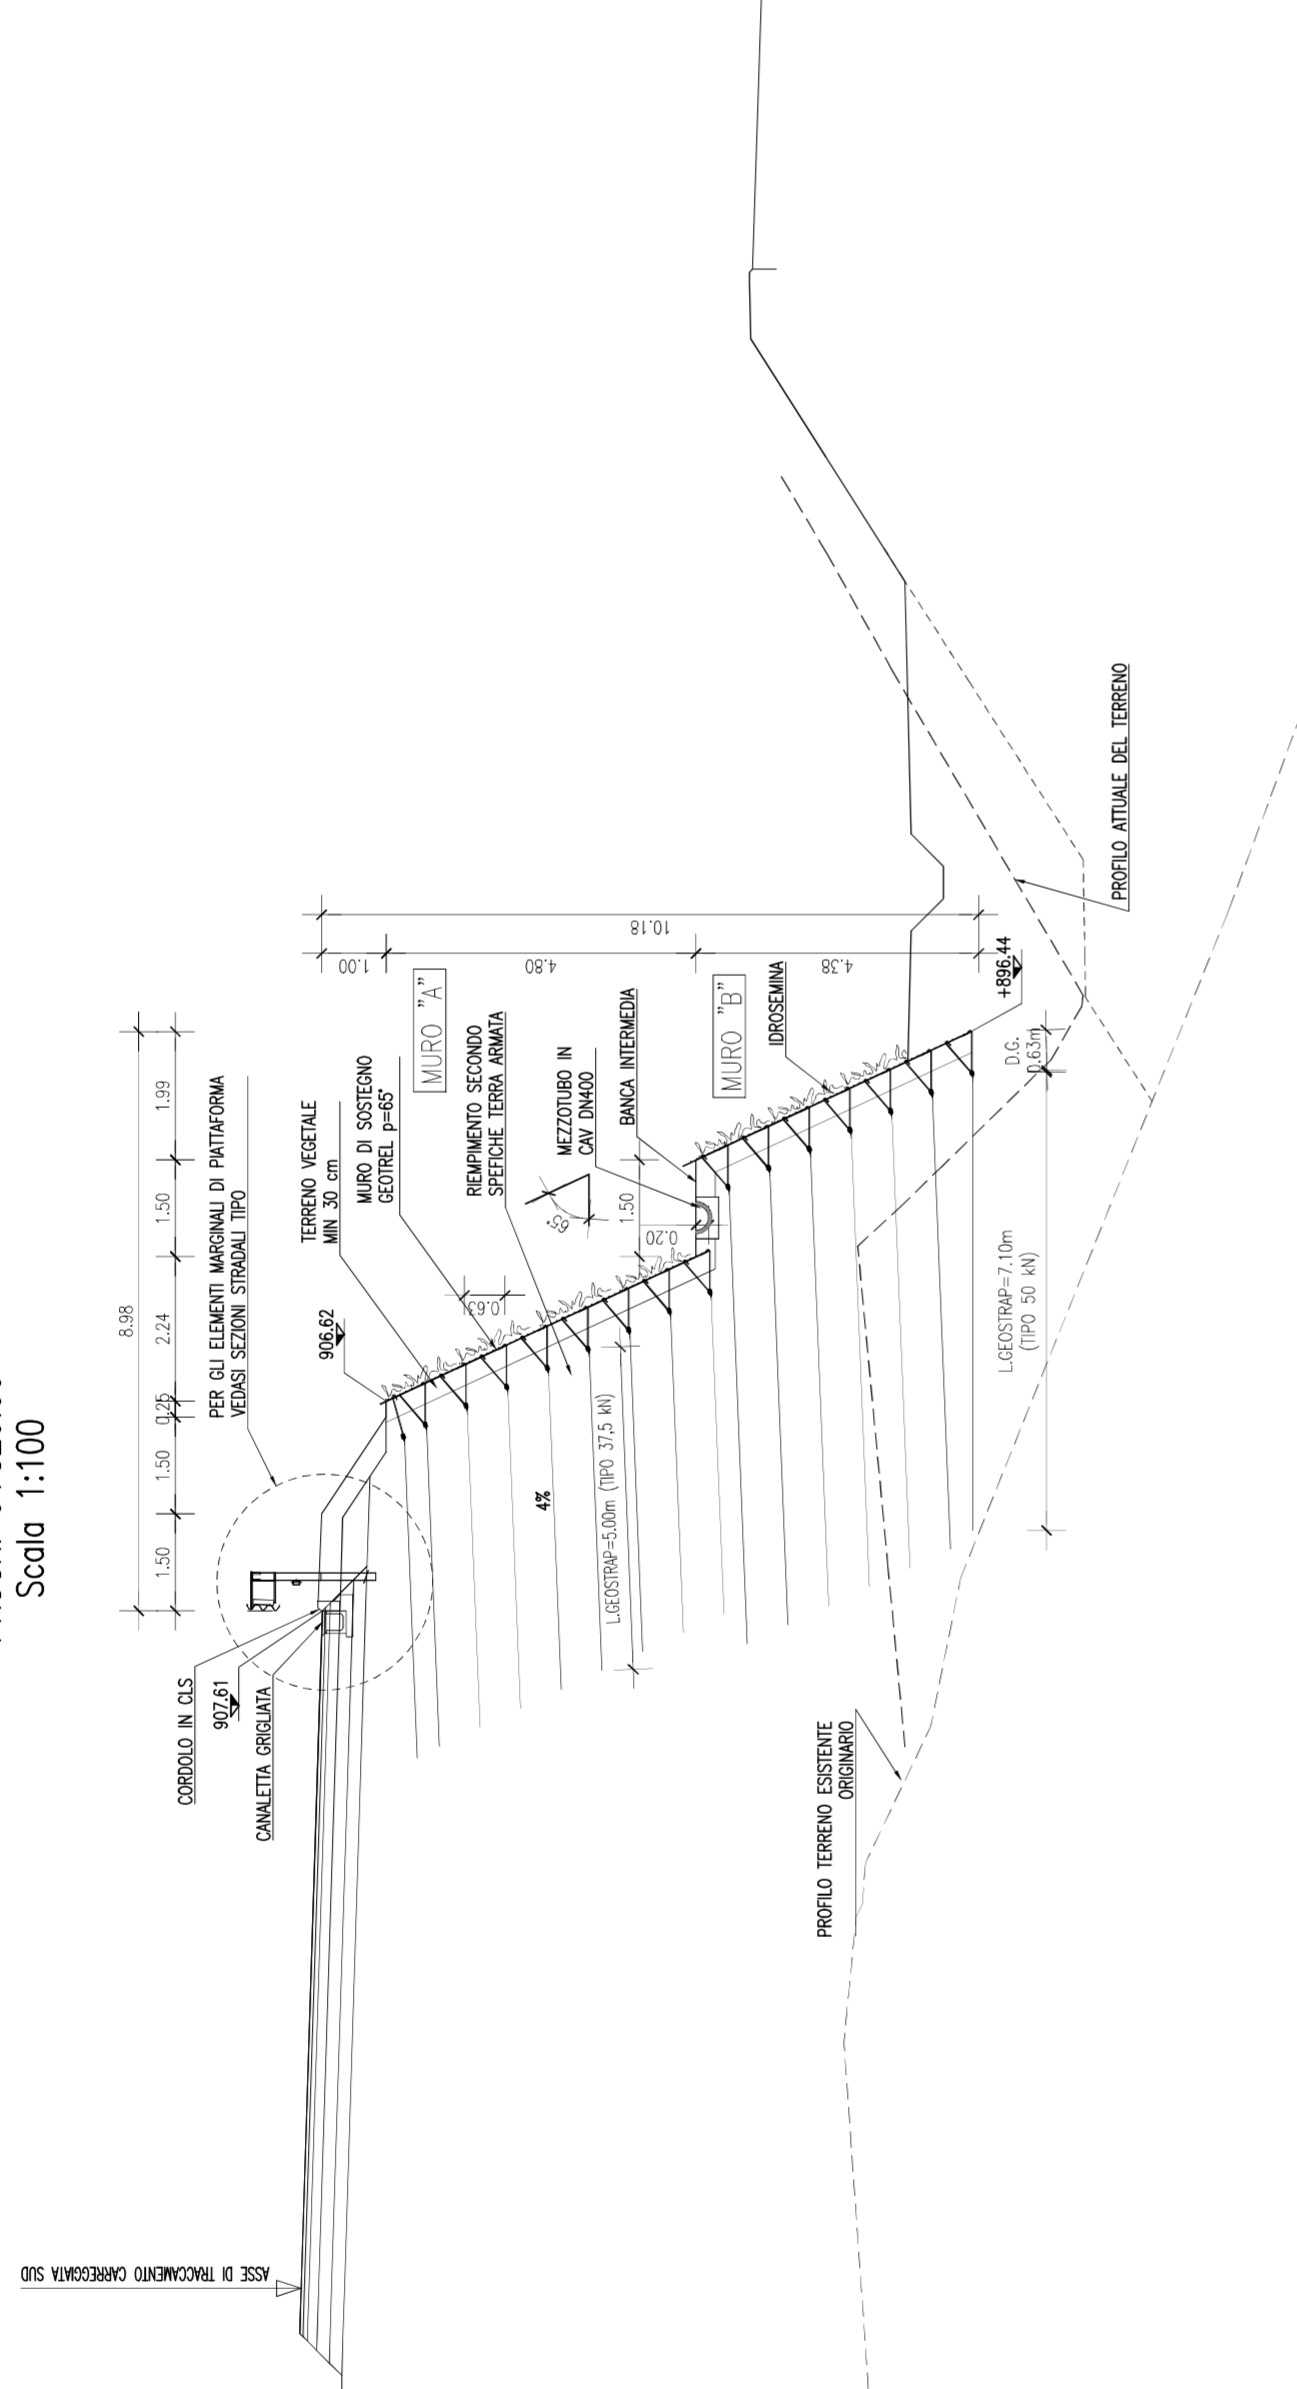 Scala 1:100
8.98
1.50
1.50
0.25
2.24
1.50
1.99
PER GLI ELEMENTI MARGINALI DI PIATTAFORMA
VEDASI SEZIONI STRADALI TIPO
CORDOLO IN CLS
907.61
CANALETTA GRIGLIATA
906.62
TERRENO VEGETALE
MIN 30 cm
MURO DI SOSTEGNO
GEOTREL p=65°
MURO "A"
RIEMPIMENTO SECONDO
SPEFICHE TERRA ARMATA
MEZZOTUBO IN
CAV DN400
BANCA INTERMEDIA
MURO "B"
IDROSEMINA
1.00
4.80
4.38
10.18
0.63
65°
1.50
0.20
4%
L.GEOSTRAP=5.00m (TIPO 37,5 kN)
+896.44
D.G.
0.63m
L.GEOSTRAP=7.10m
(TIPO 50 kN)
PROFILO ATTUALE DEL TERRENO
PROFILO TERRENO ESISTENTE
ORIGINARIO
ASSE DI TRACCAMENTO CARREGGIATA SUD